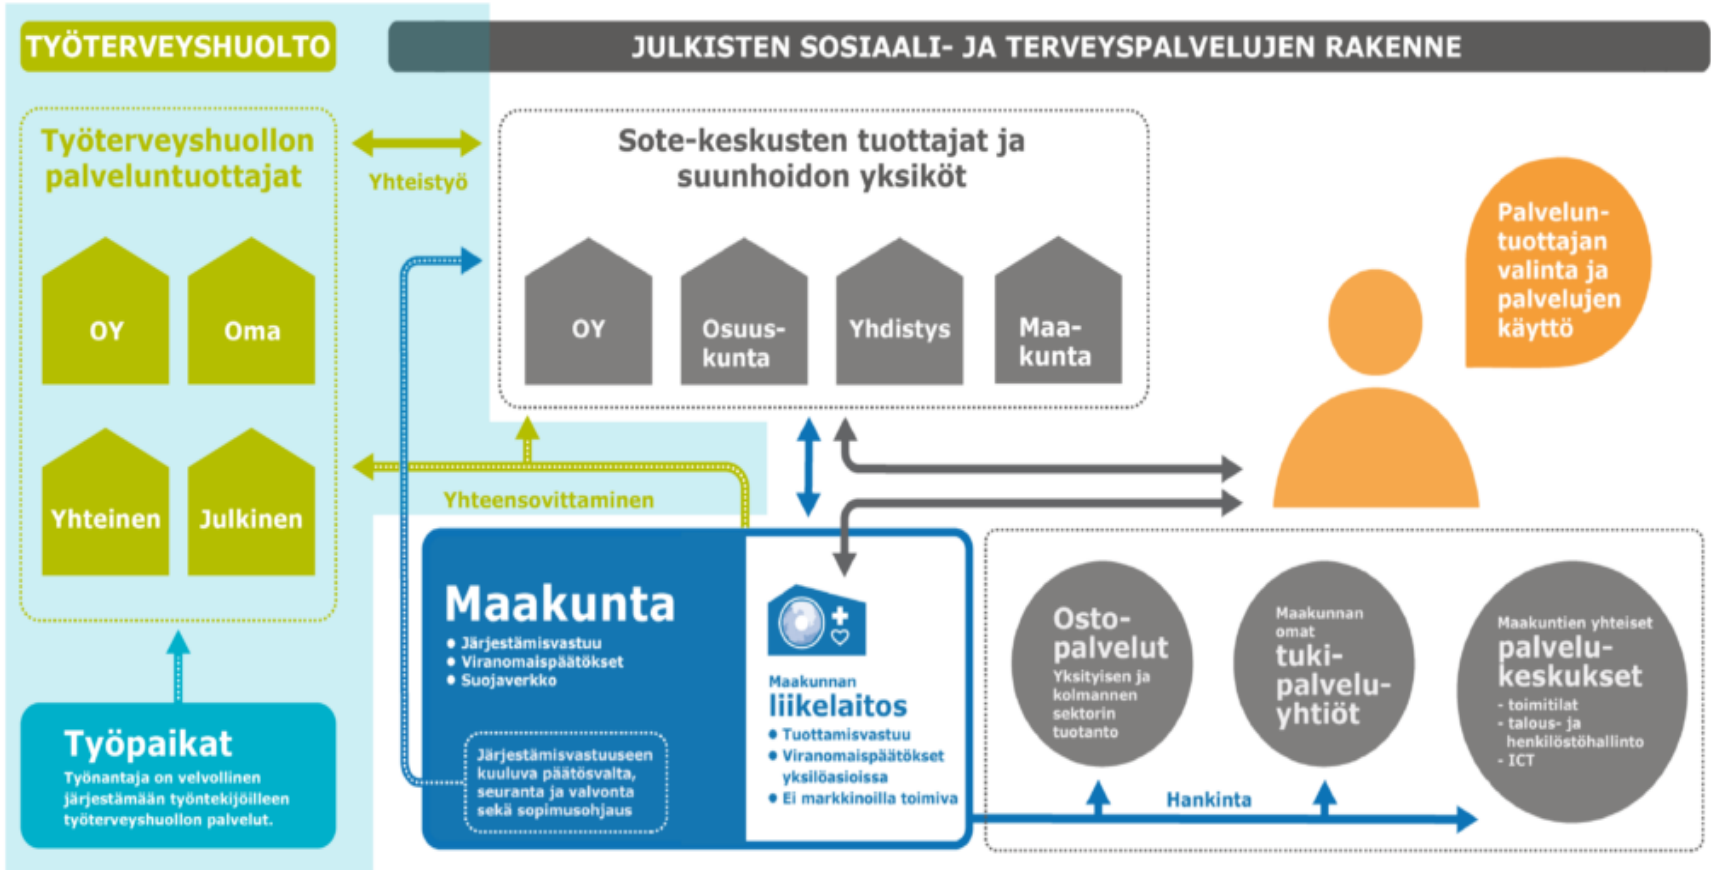 TYÖTERVEYSHUOLTO
JULKISTEN SOSIAALI- JA TERVEYSPALVELUJEN RAKENNE
Työterveyshuollon
palveluntuottajat
OY
Oma
Yhteinen
Julkinen
Työpaikat
Työnantaja on velvollinen
järjestämään työntekijöilleen
työterveyshuollon palvelut.
Yhteistyö
Sote-keskusten tuottajat ja
suunhoidon yksiköt
OY
Osuus-
kunta
Yhdistys
Maa-
kunta
Palvelun-
tuottajan
valinta ja
palvelujen
käyttö
Yhteensovittaminen
Maakunta
● Järjestämisvastuu
● Viranomaispäätökset
● Suojaverkko
Järjestämisvastuuseen
kuuluva päätösvalta,
seuranta ja valvonta
sekä sopimusohjaus
Maakunnan
liikelaitos
● Tuottamisvastuu
● Viranomaispäätökset
yksilöasioissa
● Ei markkinoilla toimiva
Osto-
palvelut
Yksityisen ja
kolmannen
sektorin
tuotanto
Maakunnan
omat
tuki-
palvelu-
yhtiöt
Maakuntien yhteiset
palvelu-
keskukset
- toimitilat
- talous- ja
henkilöstöhallinto
- ICT
Hankinta